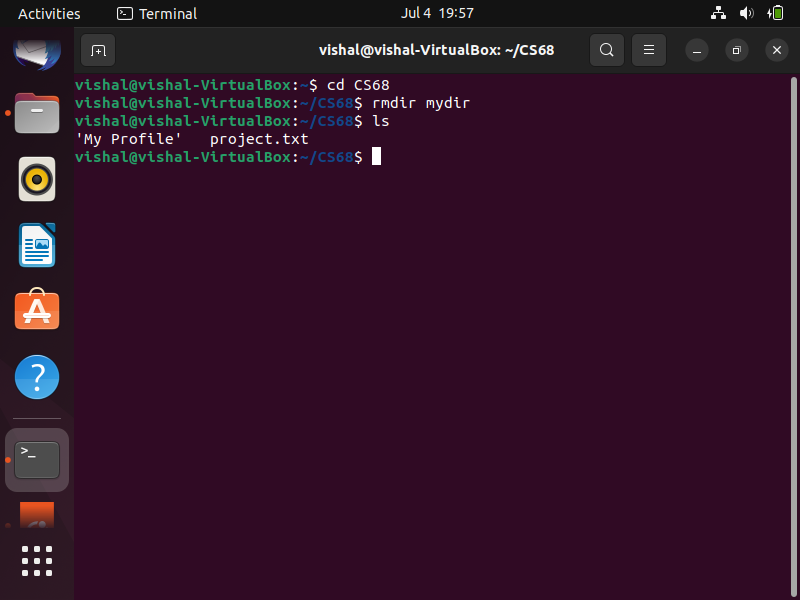 Activities Terminal Jul 4 19:57
vishal@vishal-VirtualBox: ~/CS68
vishal@vishal-VirtualBox:~$ cd CS68
vishal@vishal-VirtualBox:~/CS68$ rmdir mydir
vishal@vishal-VirtualBox:~/CS68$ ls
'My Profile'   project.txt
vishal@vishal-VirtualBox:~/CS68$